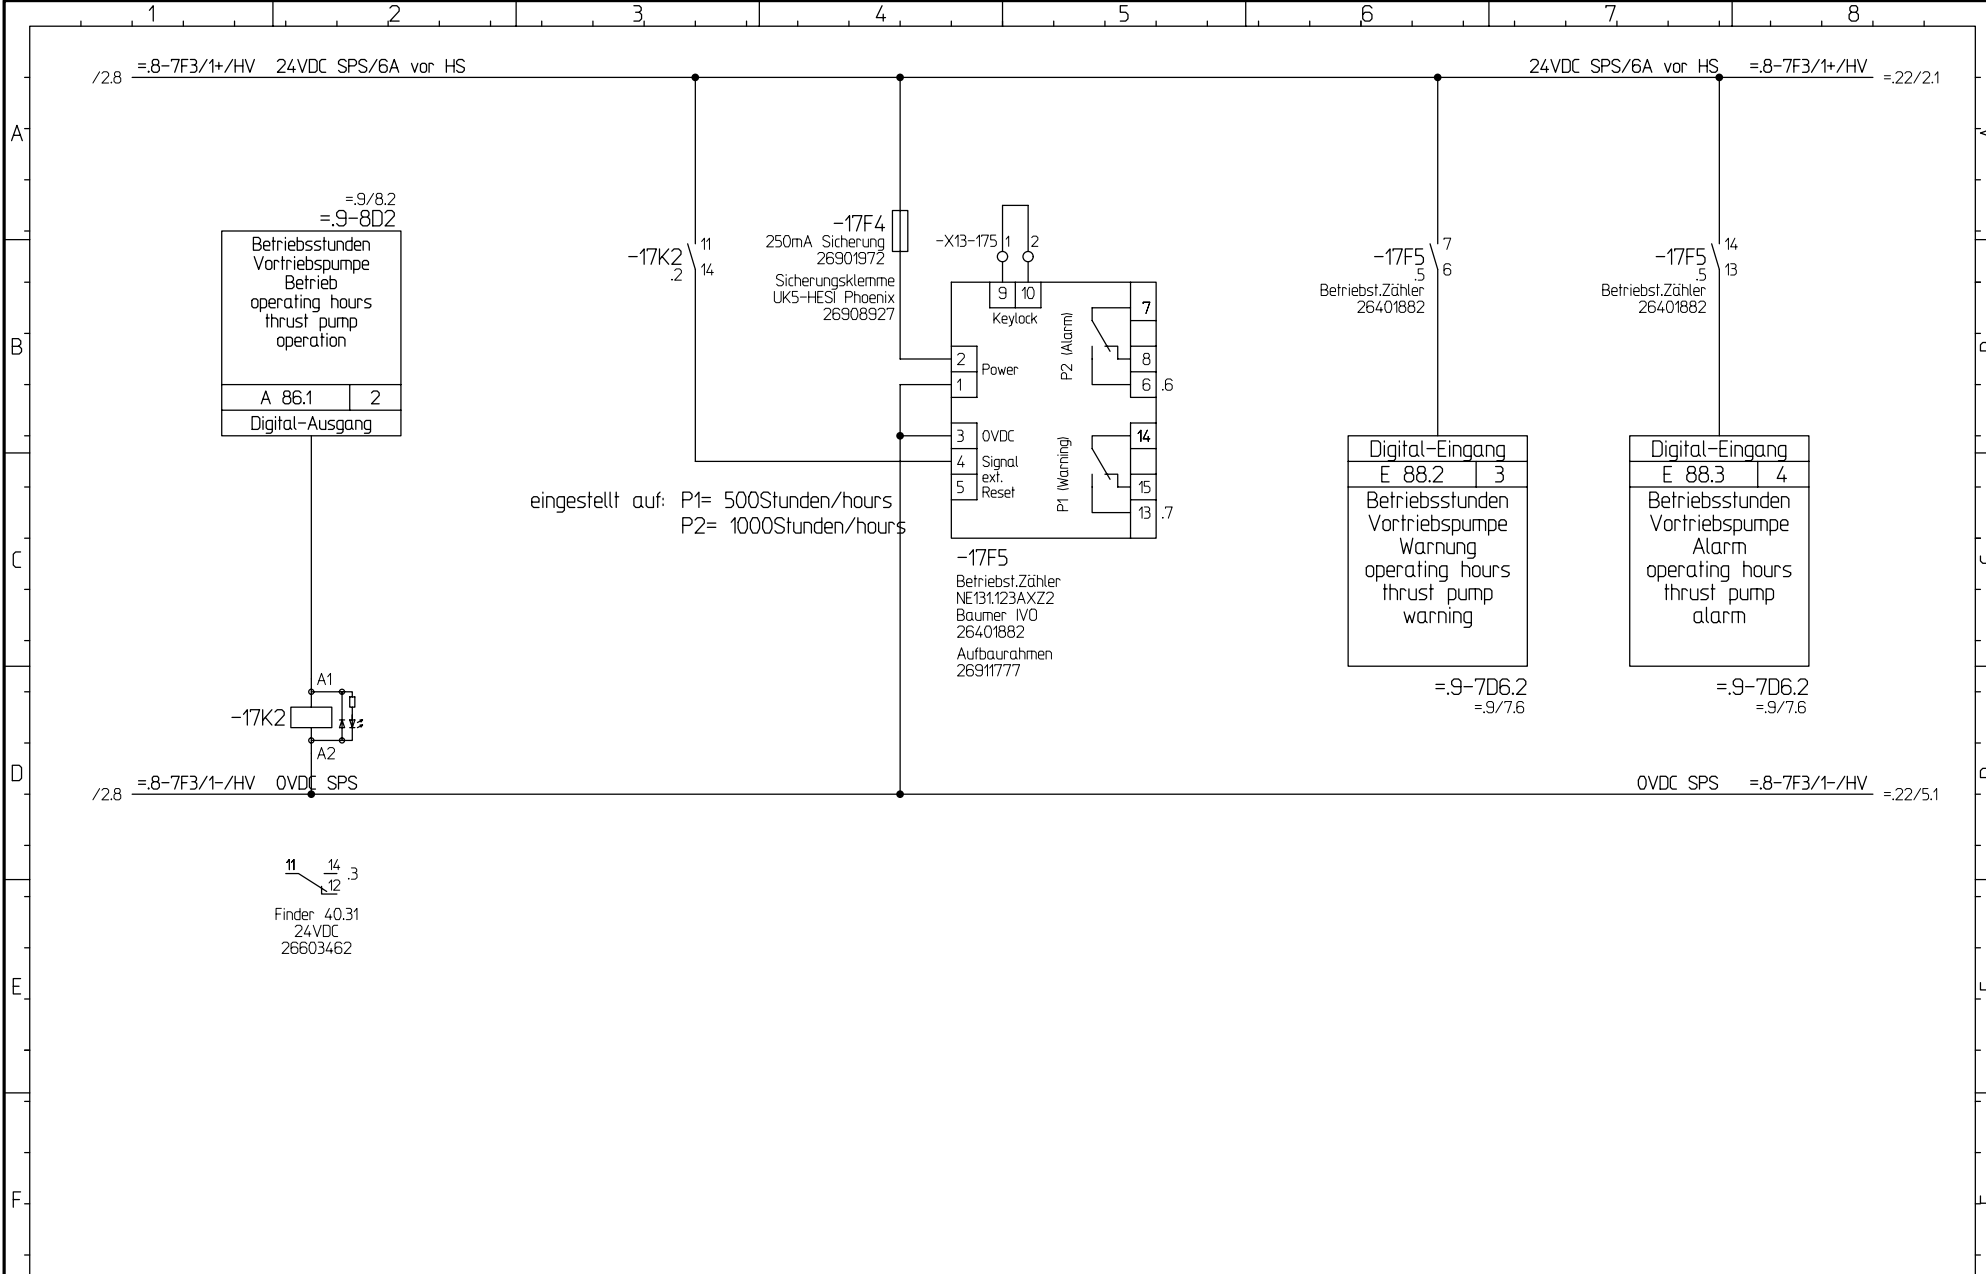 1 2 3 4 5 6 7 8
/2.8 =.8-7F3/1+/HV 24VDC SPS/6A vor HS 24VDC SPS/6A vor HS =.8-7F3/1+/HV =.22/2.1
A
=.9/8.2
=.9-8D2
Betriebsstunden
Vortriebspumpe
Betrieb
operating hours
thrust pump
operation
A 86.1 2
Digital-Ausgang
-17K2
.2
11
14
-17F4
250mA Sicherung
26901972
Sicherungsklemme
UK5-HESI Phoenix
26908927
-X13-175 1 2
9 10
Keylock
2
1
Power
3 0VDC
4 Signal
5 ext.
Reset
P2 (Alarm)
7
8
6 .6
P1 (Warning)
14
15
13 .7
-17F5
Betriebst.Zähler
NE131.123AXZ2
Baumer IVO
26401882
Aufbaurahmen
26911777
eingestellt auf: P1= 500Stunden/hours
P2= 1000Stunden/hours
-17F5
.5
7
6
Betriebst.Zähler
26401882
-17F5
.5
14
13
Betriebst.Zähler
26401882
B
Digital-Eingang
E 88.2 3
Betriebsstunden
Vortriebspumpe
Warnung
operating hours
thrust pump
warning
=.9-7D6.2
=.9/7.6
Digital-Eingang
E 88.3 4
Betriebsstunden
Vortriebspumpe
Alarm
operating hours
thrust pump
alarm
=.9-7D6.2
=.9/7.6
C
A1
-17K2
A2
D
/2.8 =.8-7F3/1-/HV 0VDC SPS 0VDC SPS =.8-7F3/1-/HV =.22/5.1
11 14 .3
12
Finder 40.31
24VDC
26603462
E
F